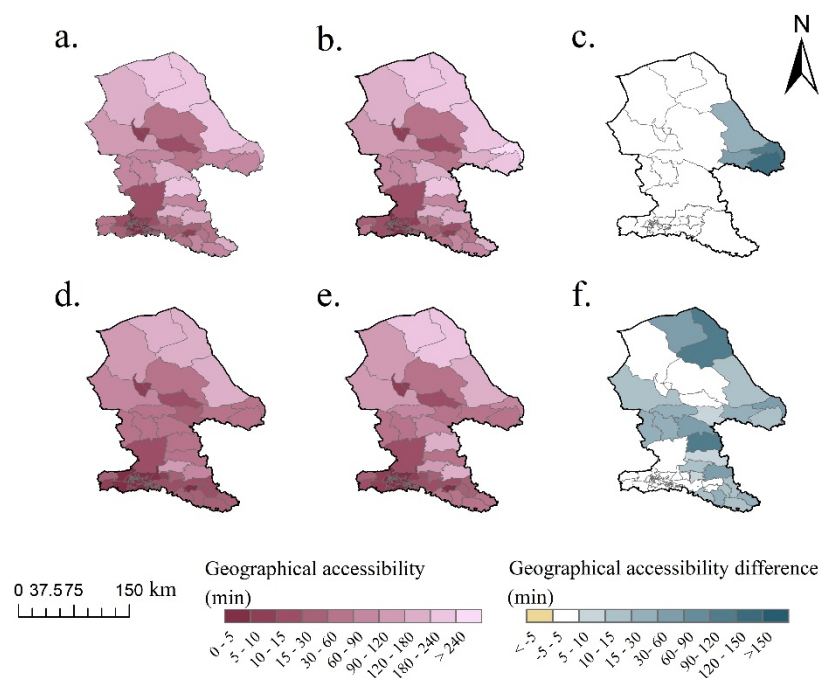 a.
b.
c.
N
d.
e.
f.
Geographical accessibility
(min)
Geographical accessibility difference
(min)
0 37.575 150 km
0 - 5
5 - 10
10 - 15
15 - 30
30 - 60
60 - 90
90 - 120
120 - 180
180 - 240
> 240
< -5
-5 - 5
5 - 10
10 - 15
15 - 30
30 - 60
60 - 90
90 - 120
120 - 150
>150